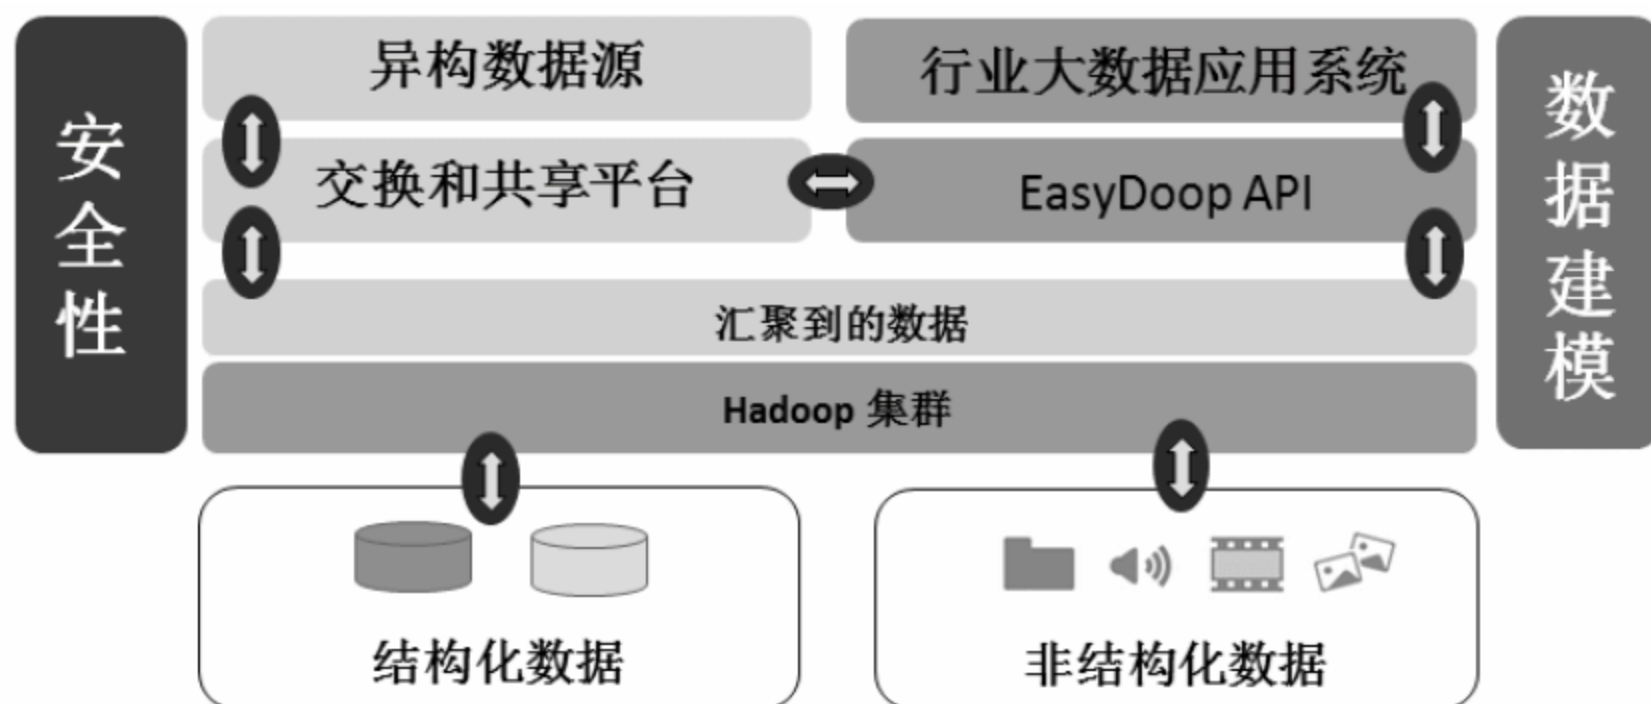 安全性
异构数据源
行业大数据应用系统
交换和共享平台
EasyDoop API
汇聚到的数据
Hadoop 集群
结构化数据
非结构化数据
数据建模